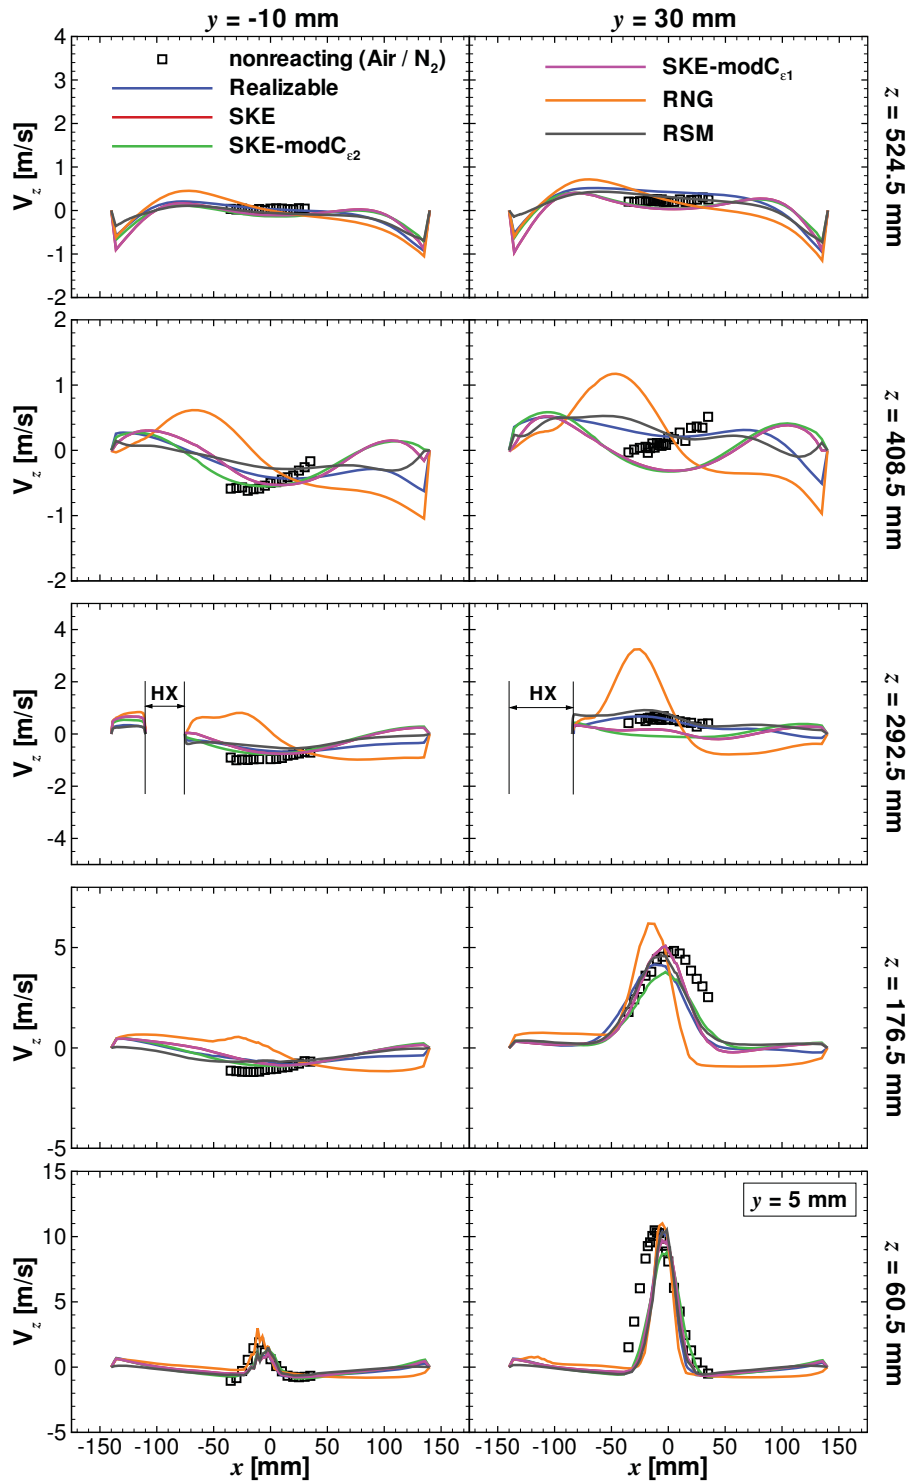 y = -10 mm
y = 30 mm
nonreacting (Air / N2)
Realizable
SKE
SKE-modCε2
SKE-modCε1
RNG
RSM
4
3
2
1
0
-1
-2
Vz [m/s]
z = 524.5 mm
2
1
0
-1
-2
Vz [m/s]
z = 408.5 mm
4
2
0
-2
-4
Vz [m/s]
HX
HX
z = 292.5 mm
5
0
-5
Vz [m/s]
z = 176.5 mm
15
10
5
0
-5
Vz [m/s]
y = 5 mm
z = 60.5 mm
-150 -100 -50 0 50 100 150
-150 -100 -50 0 50 100 150
x [mm]
x [mm]